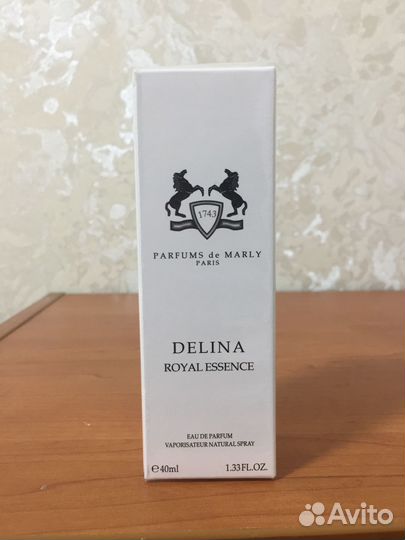 1743
PARFUMS de MARLY
PARIS
DELINA
ROYAL ESSENCE
EAU DE PARFUM
VAPORISATEUR NATURAL SPRAY
e 40ml 1.33 FL.OZ.
Avito